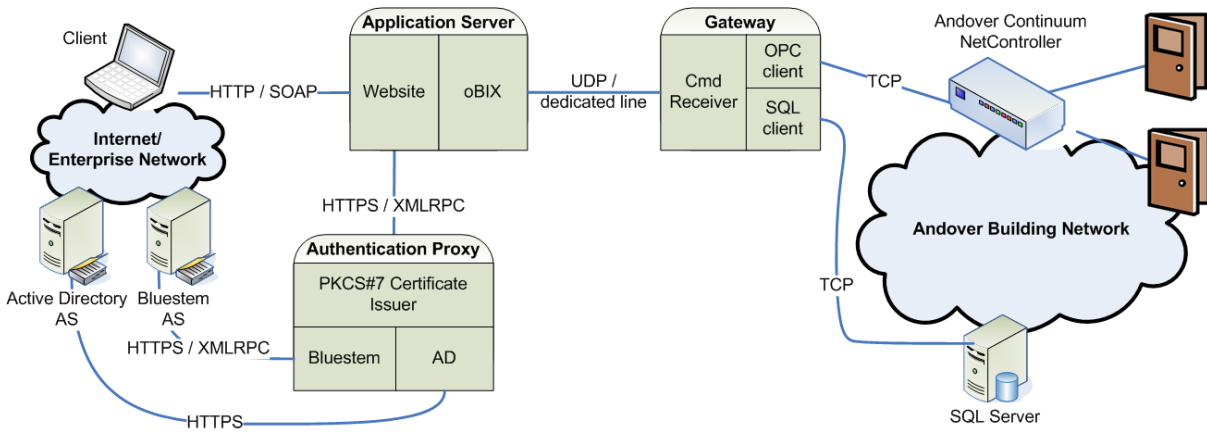 Client
HTTP / SOAP
Internet/
Enterprise Network
Active Directory
AS
Bluestem
AS
Application Server
Website
oBIX
HTTPS / XMLRPC
Authentication Proxy
PKCS#7 Certificate
Issuer
Bluestem
AD
HTTPS / XMLRPC
HTTPS
UDP /
dedicated line
Gateway
Cmd
Receiver
OPC
client
SQL
client
TCP
TCP
Andover Continuum
NetController
Andover Building Network
SQL Server